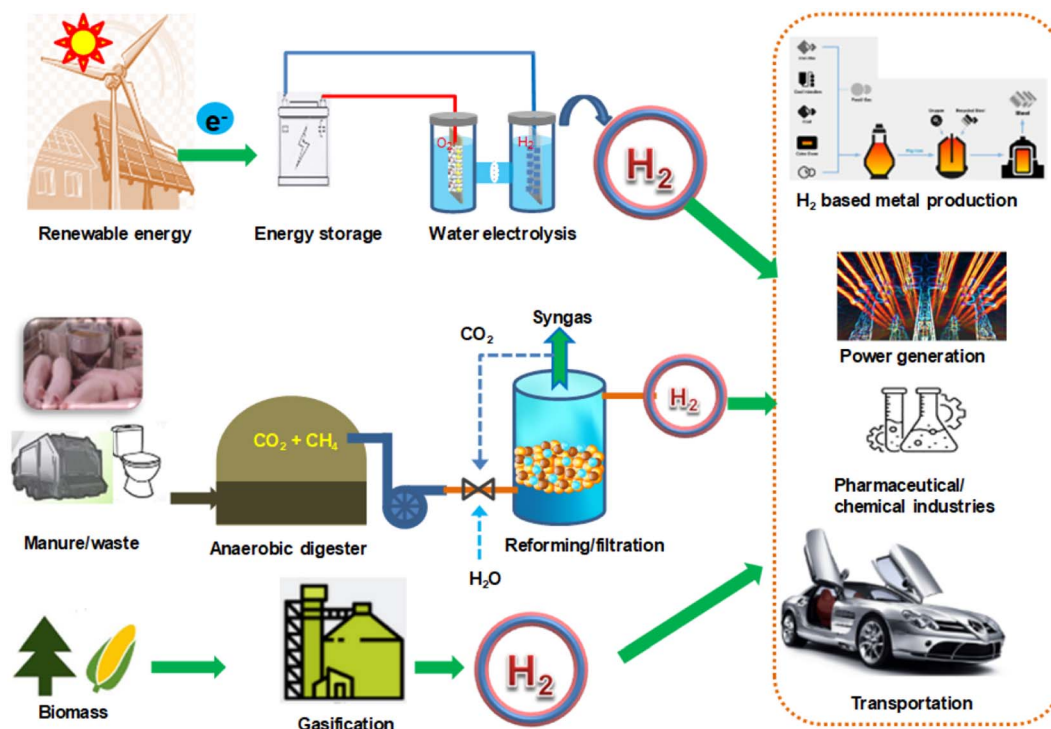 e-
O2
H2
H2
Renewable energy
Energy storage
Water electrolysis
H2 based metal production
Power generation
Syngas
CO2
H2
CO2 + CH4
Pharmaceutical/
chemical industries
Manure/waste
Anaerobic digester
Reforming/filtration
H2O
H2
Biomass
Gasification
Transportation